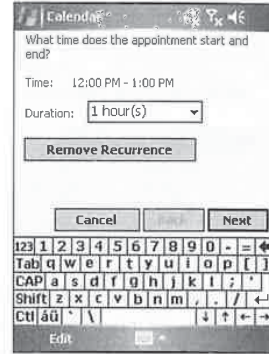 Calendar
What time does the appointment start and
end?
Time: 12:00 PM - 1:00 PM
Duration: 1 hour(s)
Remove Recurrence
Cancel Back Next
123 1 2 3 4 5 6 7 8 9 0 - =
Tab q w e r t y u i o p [ ]
CAP a s d f g h j k l ; '
Shift z x c v b n m , . /
Ctl áü ` \
Edit